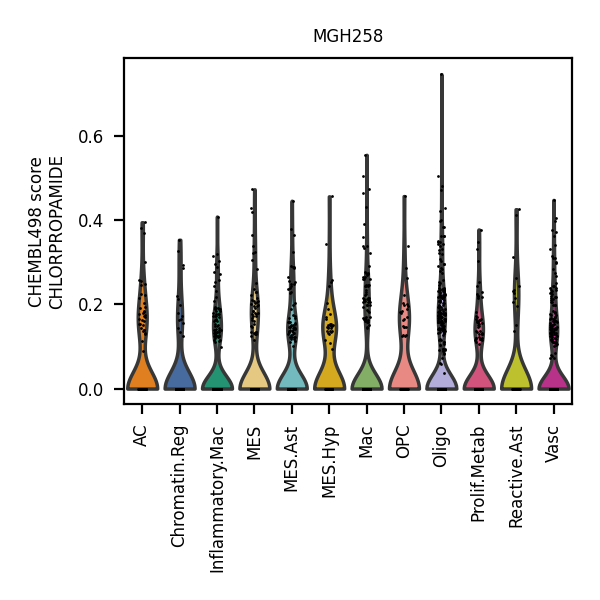 MGH258
CHEMBL498 score
CHLORPROPAMIDE
0.6
0.4
0.2
0.0
AC
Chromatin.Reg
Inflammatory.Mac
MES
MES.Ast
MES.Hyp
Mac
OPC
Oligo
Prolif.Metab
Reactive.Ast
Vasc